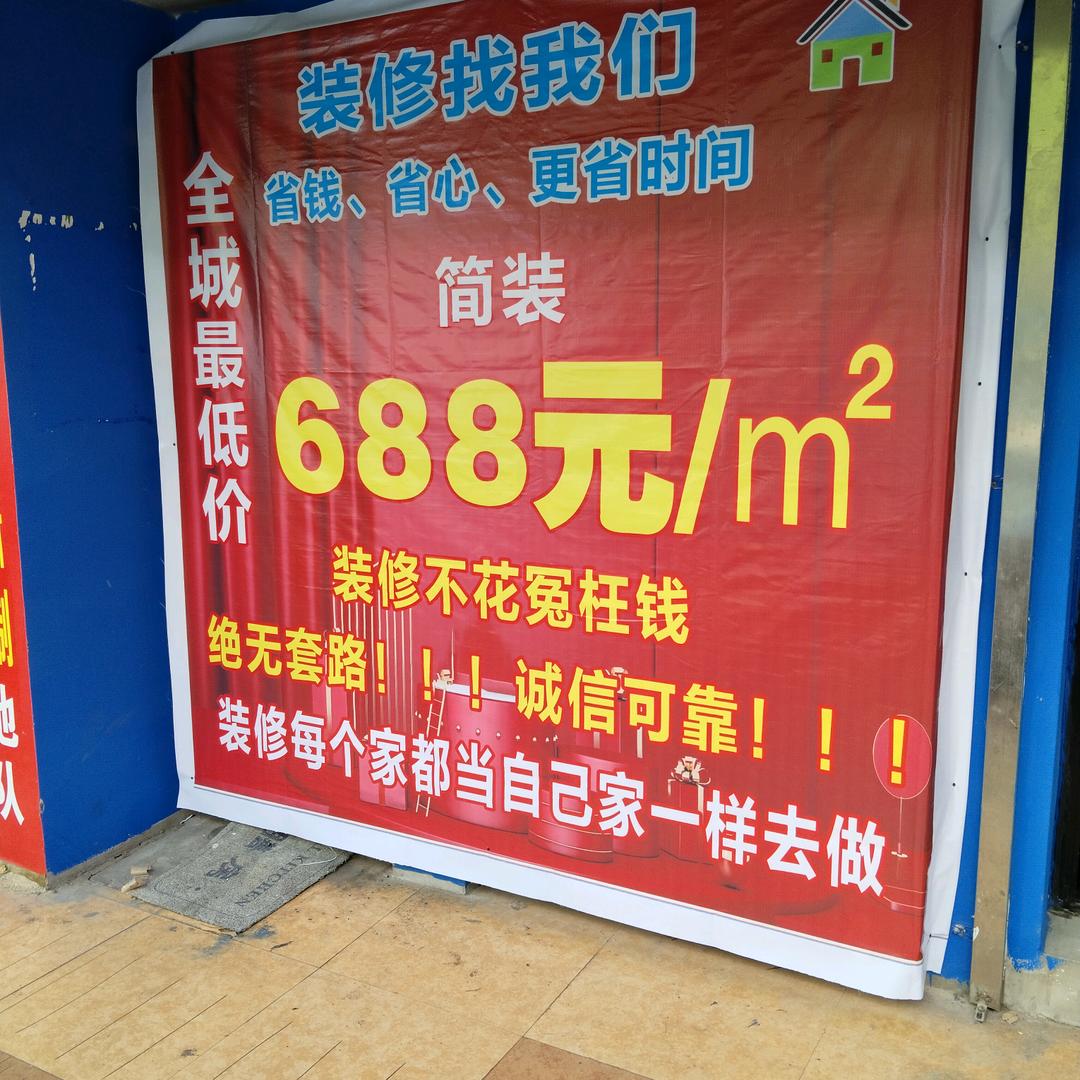 装修找我们
省钱、省心、更省时间
全城最低价
简装
688元/m²
装修不花冤枉钱
绝无套路！！！诚信可靠！！！
装修每个家都当自己家一样去做
KITCHEN
队